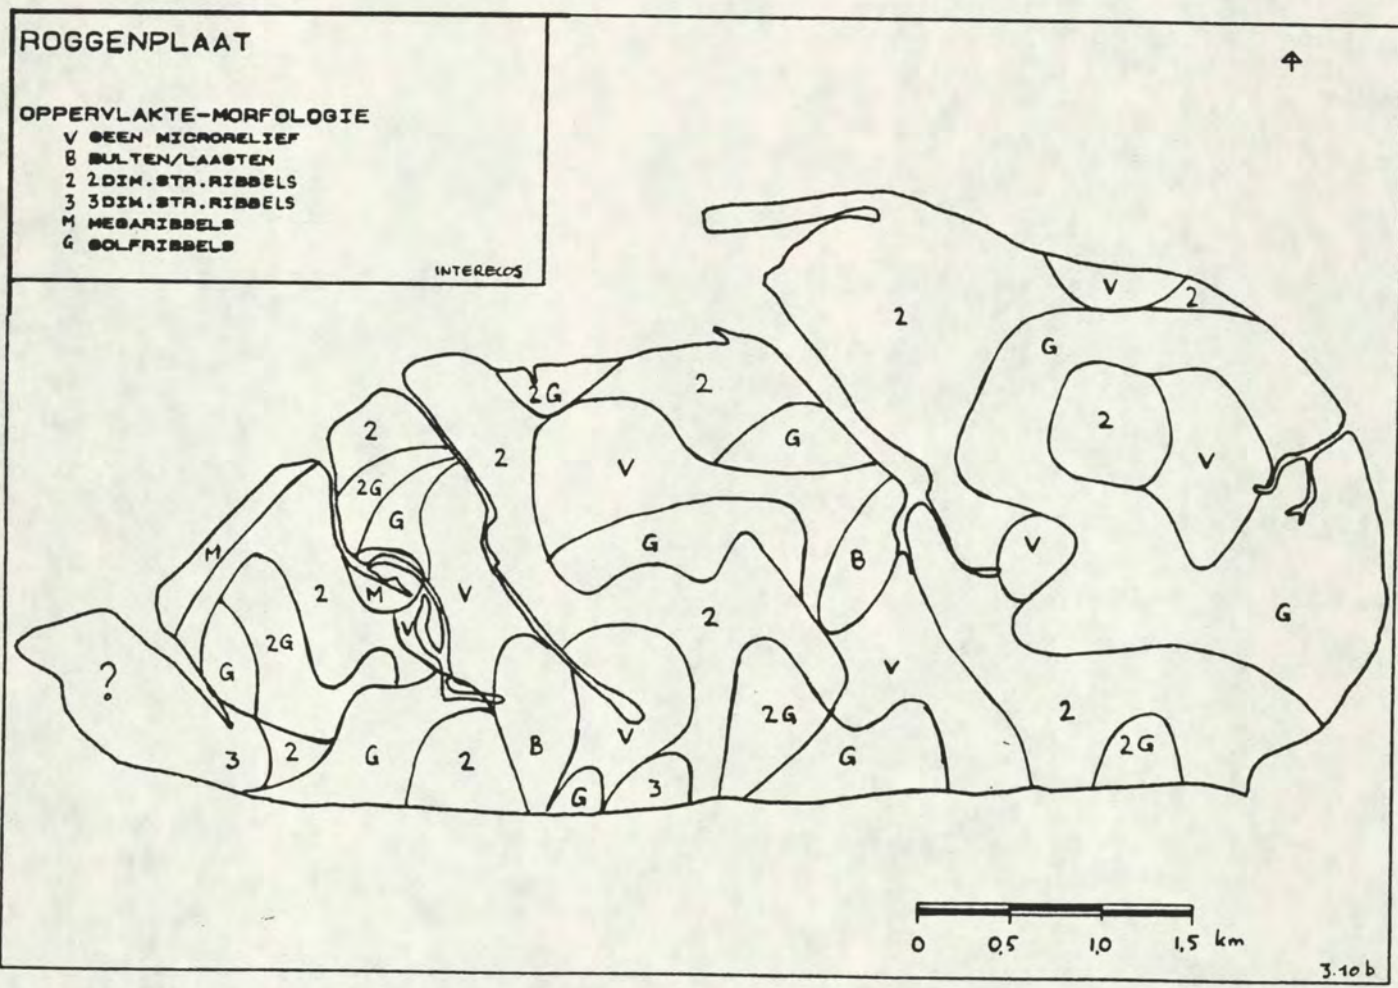 ROGGENPLAAT
OPPERVLAKTE-MORFOLOGIE
V GEEN MICRORELIEF
B BULTEN/LAAGTEN
2 2DIM.STR.RIBBELS
3 3DIM.STR.RIBBELS
M MEGARIBBELS
G GOLFRIBBELS
INTERECOS
V
2
2
G
2G
2
2
2
G
V
2
V
2G
G
G
B
V
M
2
M
V
V
2
G
2G
G
V
V
?
2G
2
3
2
G
2
B
V
G
3
G
2G
0 0,5 1,0 1,5 km
3.10b